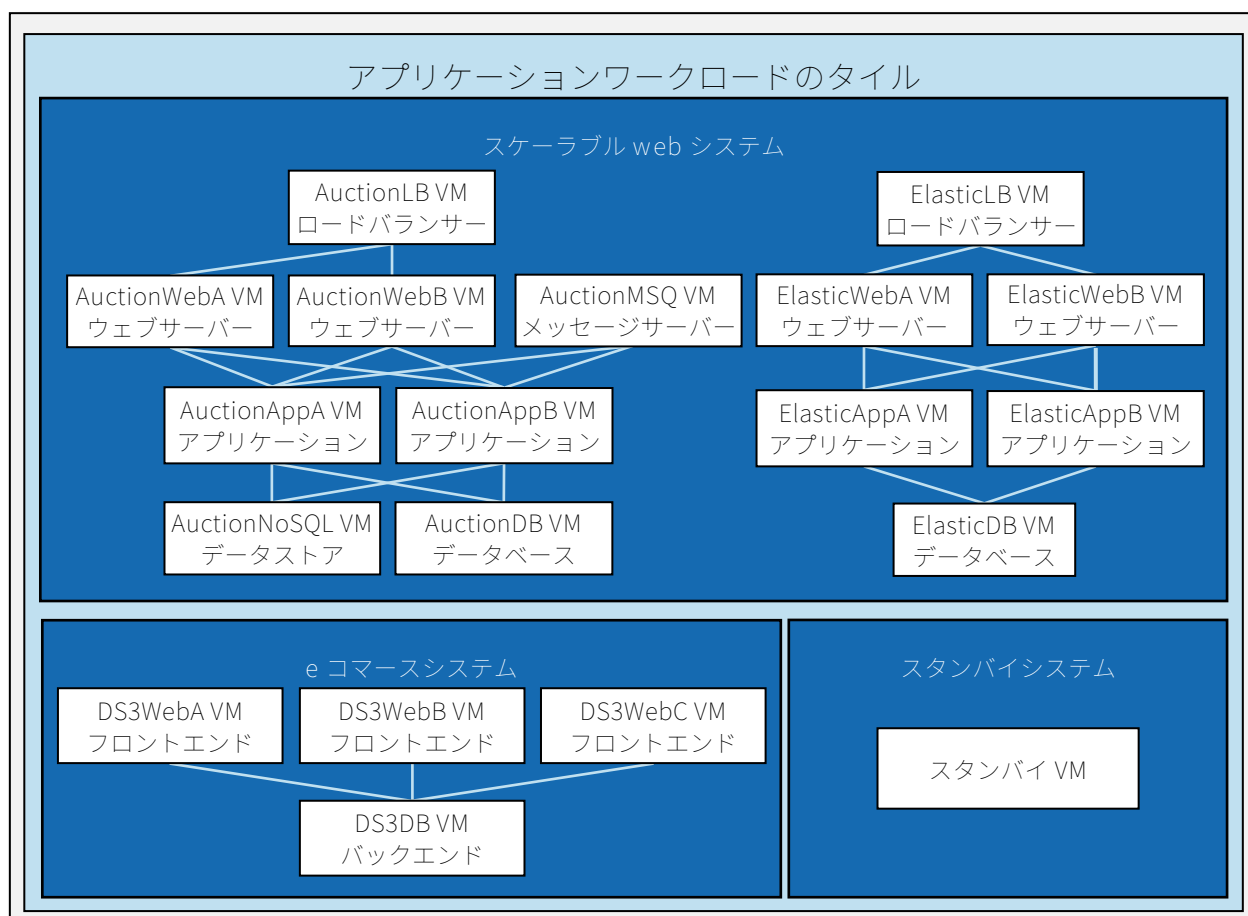 アプリケーションワークロードのタイル
スケーラブル web システム
AuctionLB VM
ロードバランサー
ElasticLB VM
ロードバランサー
AuctionWebA VM
ウェブサーバー
AuctionWebB VM
ウェブサーバー
AuctionMSQ VM
メッセージサーバー
ElasticWebA VM
ウェブサーバー
ElasticWebB VM
ウェブサーバー
AuctionAppA VM
アプリケーション
AuctionAppB VM
アプリケーション
ElasticAppA VM
アプリケーション
ElasticAppB VM
アプリケーション
AuctionNoSQL VM
データストア
AuctionDB VM
データベース
ElasticDB VM
データベース
e コマースシステム
DS3WebA VM
フロントエンド
DS3WebB VM
フロントエンド
DS3WebC VM
フロントエンド
DS3DB VM
バックエンド
スタンバイシステム
スタンバイ VM